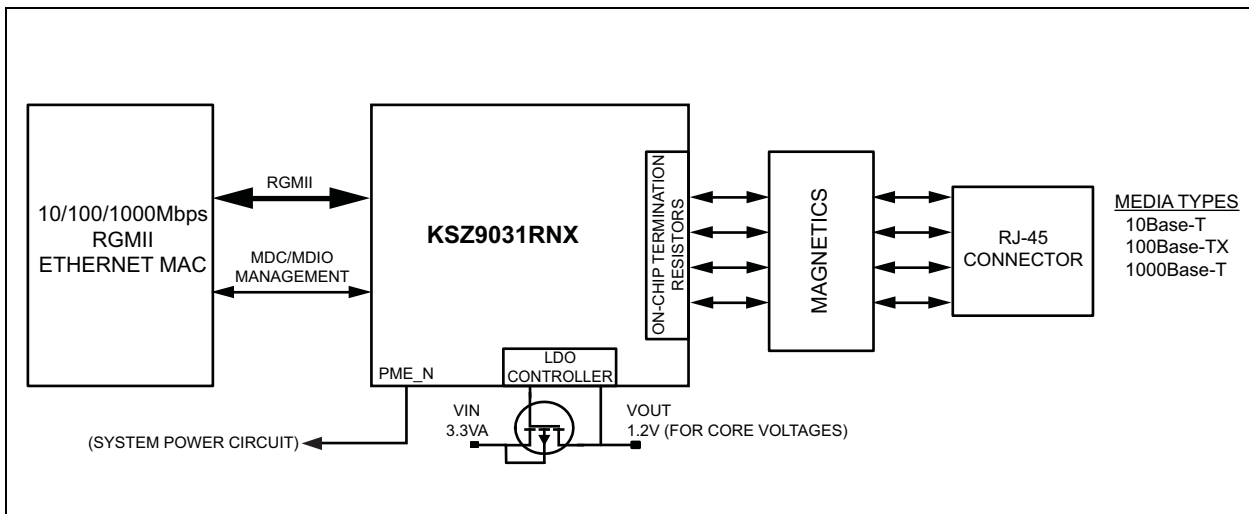 10/100/1000Mbps
RGMII
ETHERNET MAC
RGMII
MDC/MDIO
MANAGEMENT
KSZ9031RNX
ON-CHIP TERMINATION
RESISTORS
PME_N
LDO
CONTROLLER
VIN
3.3VA
VOUT
1.2V (FOR CORE VOLTAGES)
(SYSTEM POWER CIRCUIT)
MAGNETICS
RJ-45
CONNECTOR
MEDIA TYPES
10Base-T
100Base-TX
1000Base-T